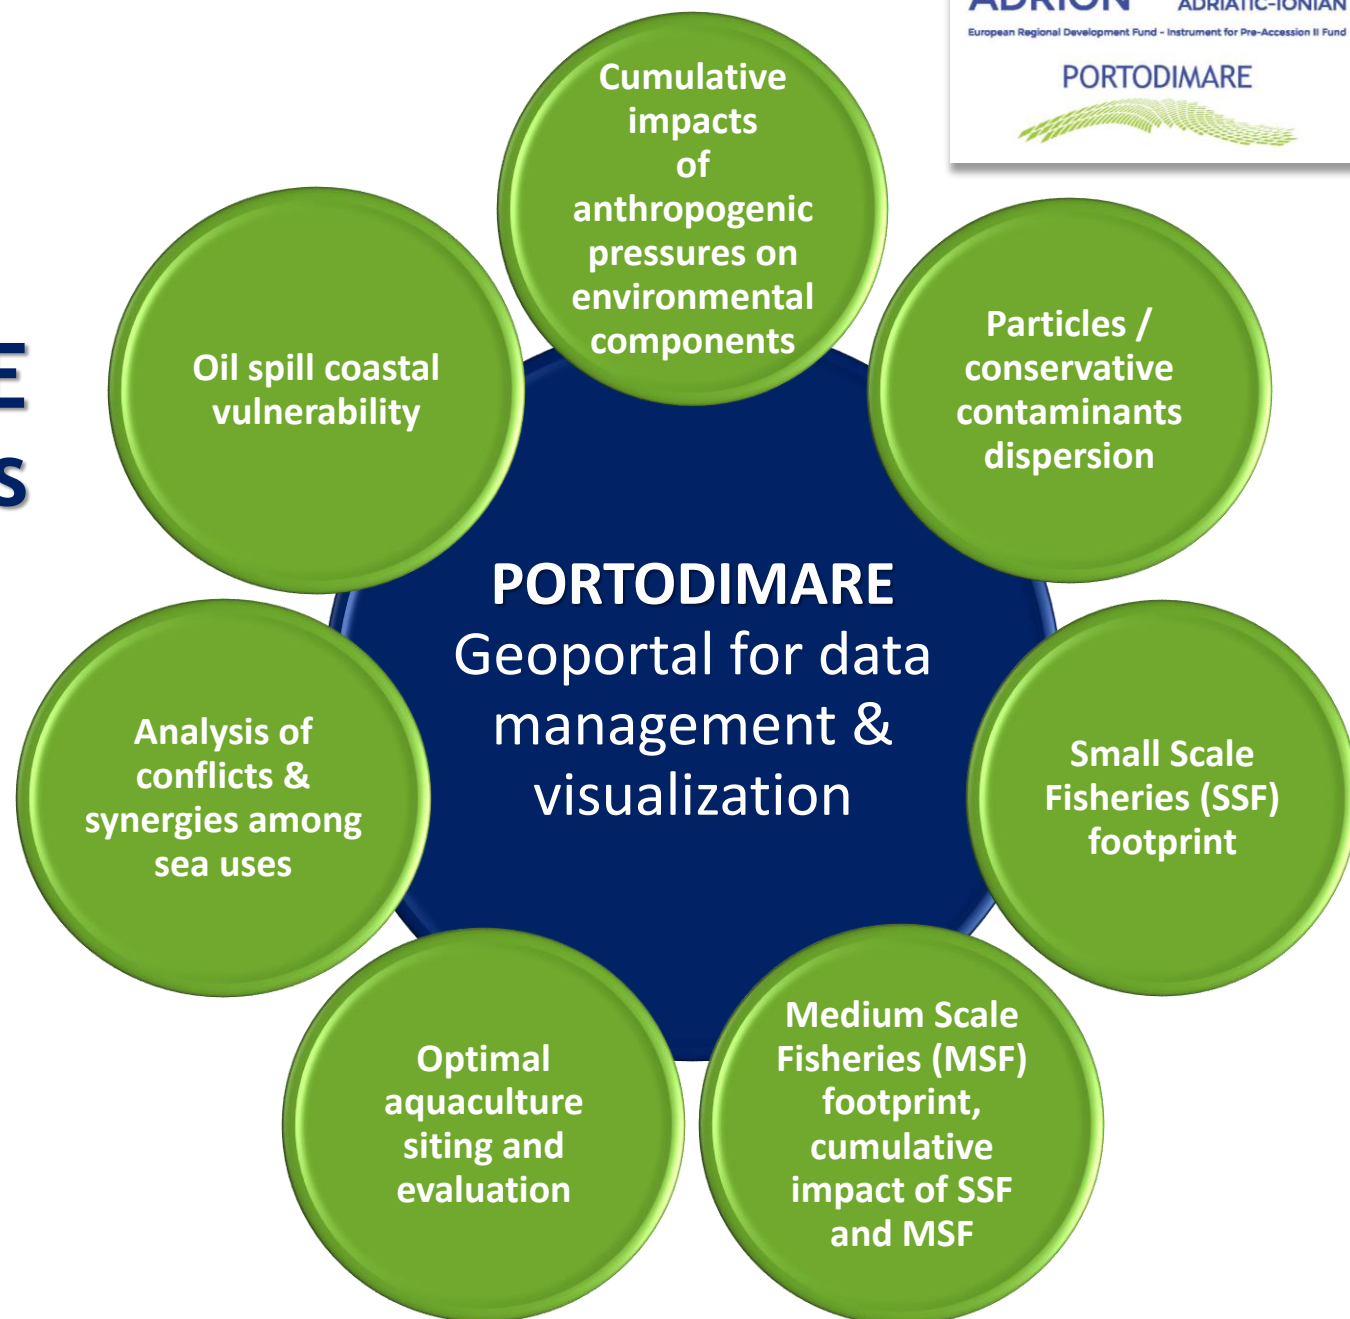 ADRION ADRIATIC-IONIAN
European Regional Development Fund - Instrument for Pre-Accession II Fund
PORTODIMARE
E
s
Cumulative
impacts
of
anthropogenic
pressures on
environmental
components
Particles /
conservative
contaminants
dispersion
Small Scale
Fisheries (SSF)
footprint
Medium Scale
Fisheries (MSF)
footprint,
cumulative
impact of SSF
and MSF
Optimal
aquaculture
siting and
evaluation
Analysis of
conflicts &
synergies among
sea uses
Oil spill coastal
vulnerability
PORTODIMARE
Geoportal for data
management &
visualization